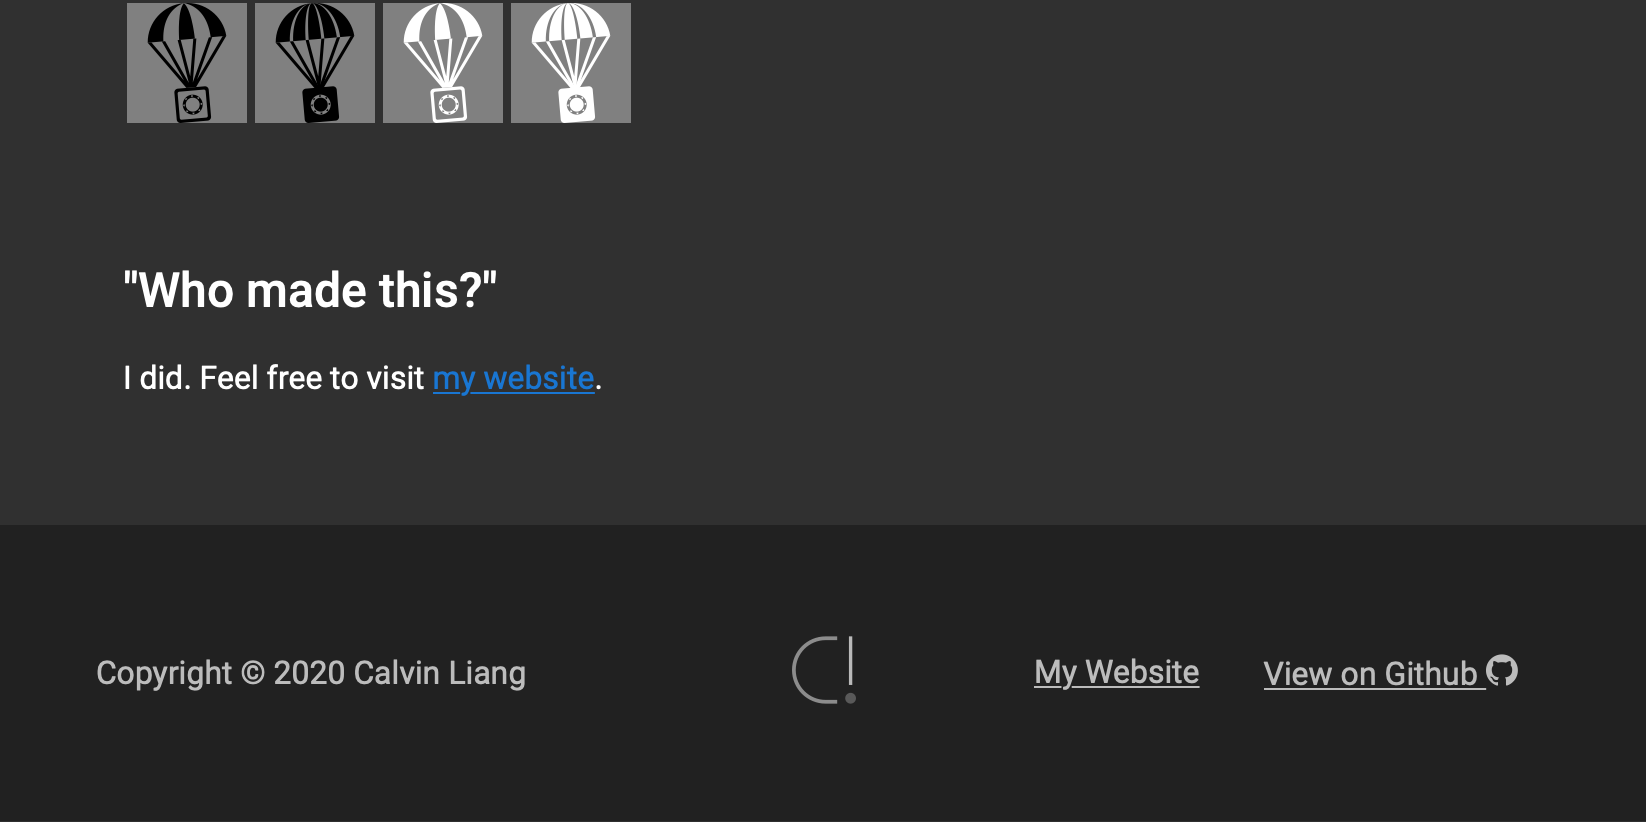 "Who made this?"
I did. Feel free to visit my website.
Copyright © 2020 Calvin Liang
My Website
View on Github